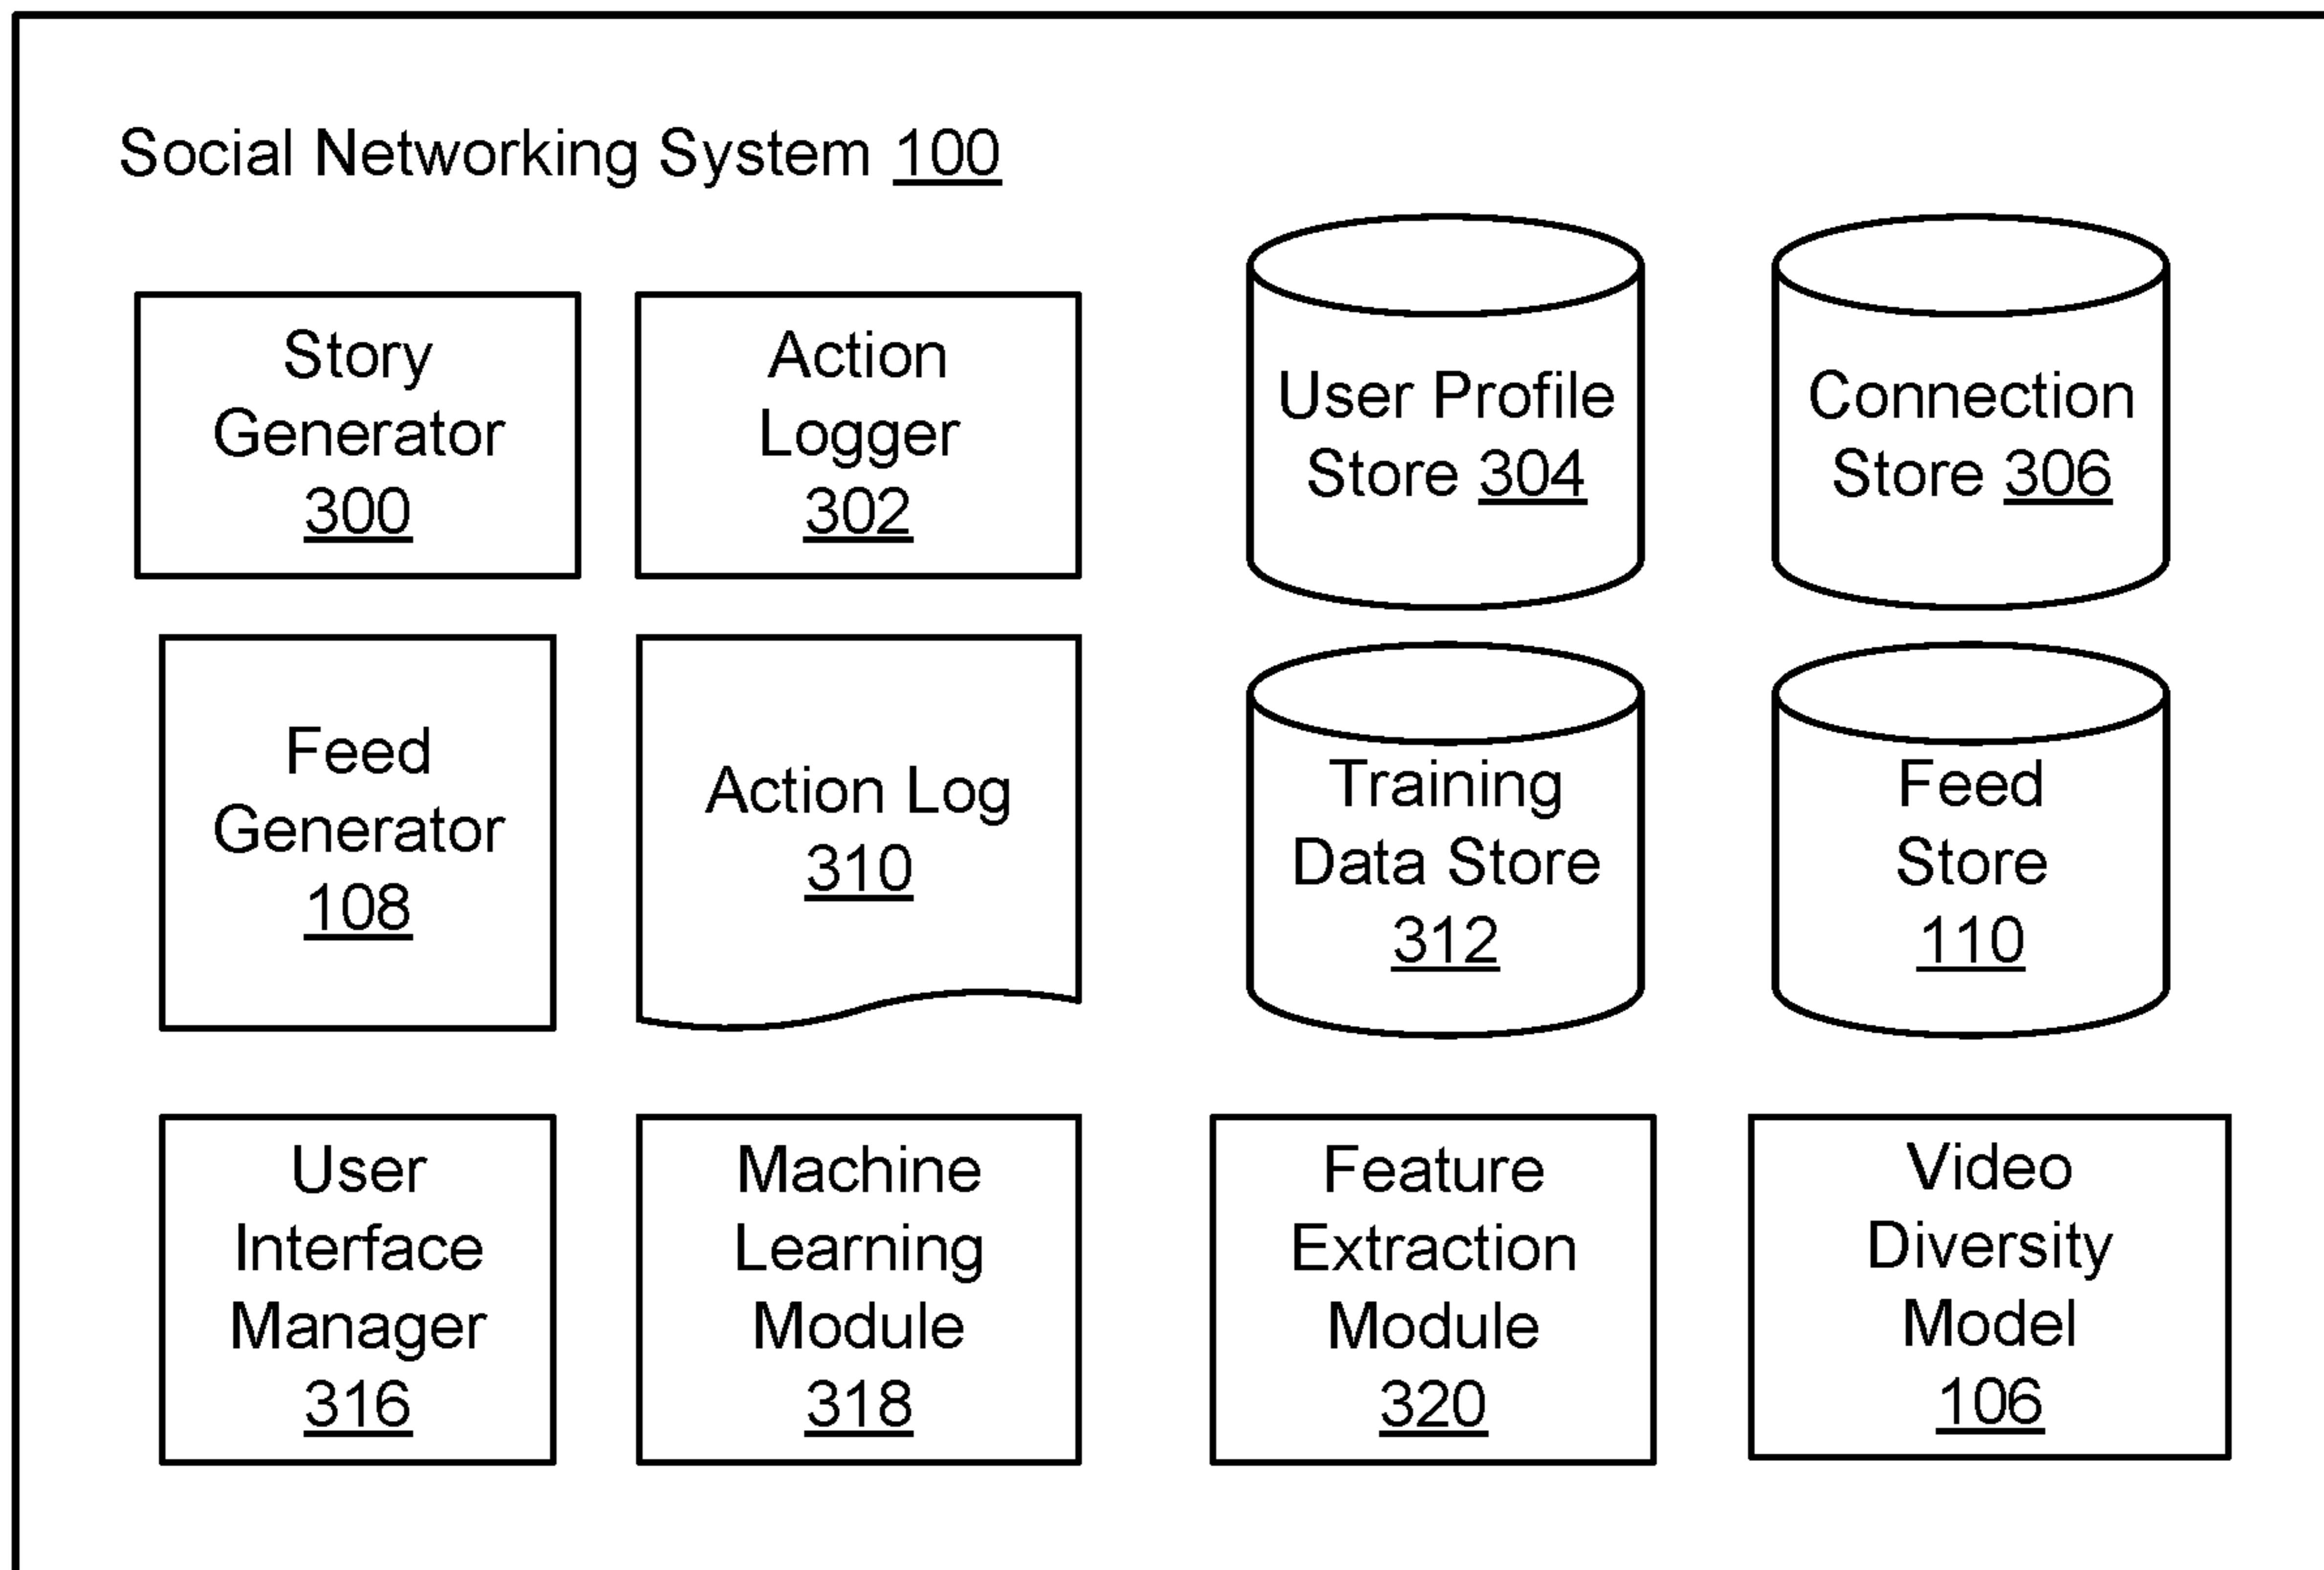 Social Networking System 100
Story
Generator
300
Action
Logger
302
User Profile
Store 304
Connection
Store 306
Feed
Generator
108
Action Log
310
Training
Data Store
312
Feed
Store
110
User
Interface
Manager
316
Machine
Learning
Module
318
Feature
Extraction
Module
320
Video
Diversity
Model
106